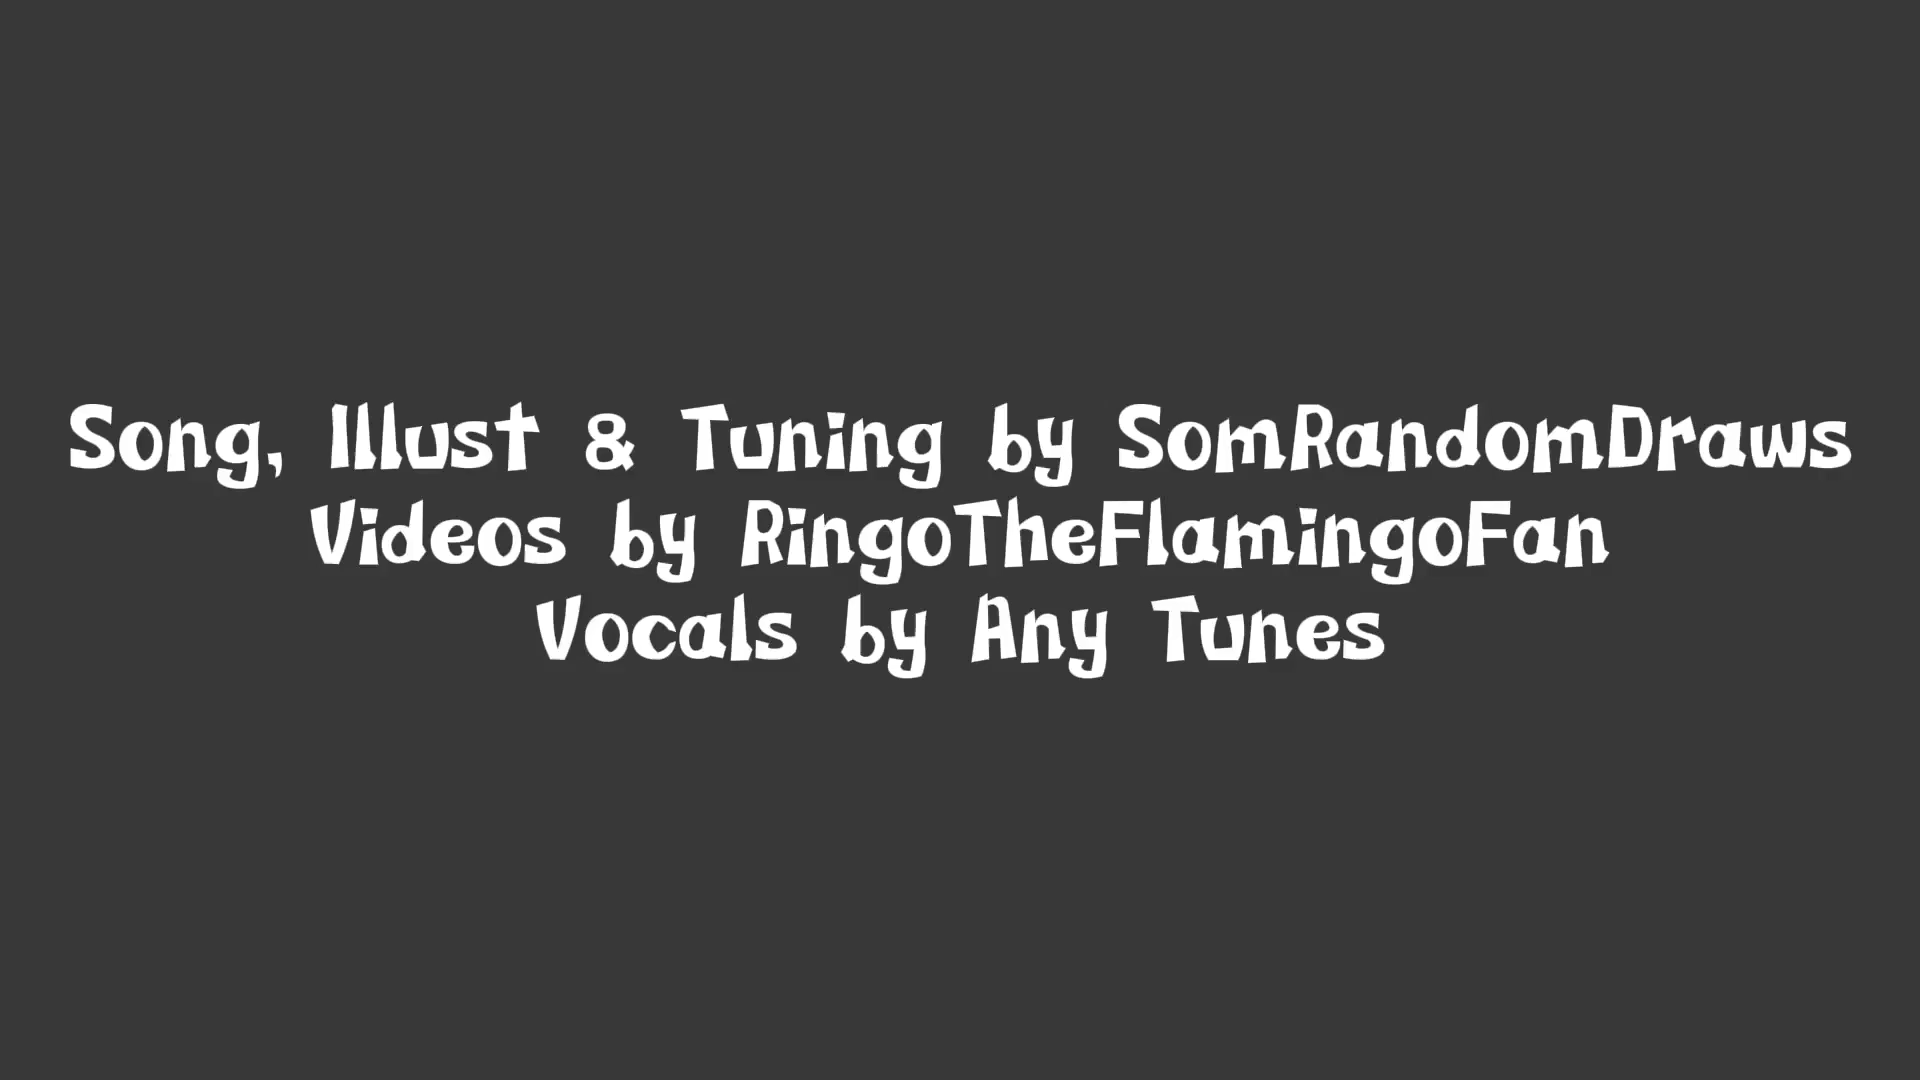 Song, Illust & Tuning by SomRandomDraws
Videos by RingoTheFlamingoFan
Vocals by Any Tunes